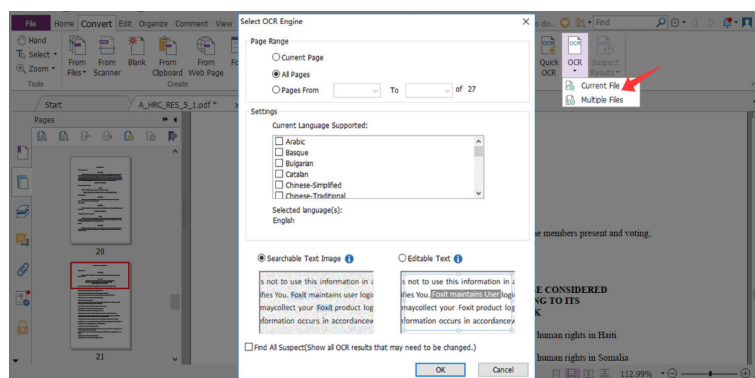 File Home Convert Edit Organize Comment View
Find
Hand
Select
Zoom
Tools
From Files
From Scanner
Blank
From Clipboard
From Web Page
Create
Quick OCR
OCR
Suspect Results
Current File
Multiple Files
Start
A_HRC_RES_5_1.pdf *
Pages
20
21
Select OCR Engine
Page Range
Current Page
All Pages
Pages From To of 27
Settings
Current Language Supported:
Arabic
Basque
Bulgarian
Catalan
Chinese-Simplified
Chinese-Traditional
Selected language(s):
English
Searchable Text Image
Editable Text
s not to use this information in a
fies You. Foxit maintains user logi
maycollect your Foxit product log
nformation occurs in accordancew
s not to use this information in a
fies You. Foxit maintains User logi
maycollect your Foxit product log
nformation occurs in accordancew
Find All Suspect(Show all OCR results that may need to be changed.)
OK
Cancel
e members present and voting,
E CONSIDERED
NG TO ITS
K
human rights in Haiti
human rights in Somalia
112.99%